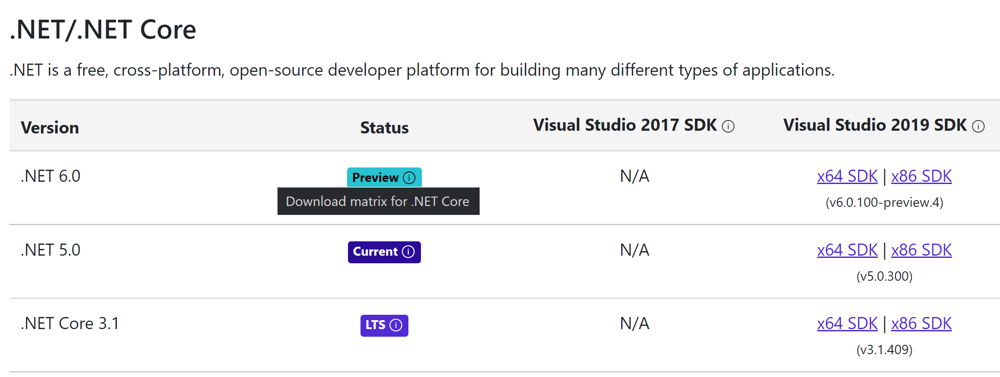 .NET/.NET Core
.NET is a free, cross-platform, open-source developer platform for building many different types of applications.
Version Status Visual Studio 2017 SDK Visual Studio 2019 SDK
.NET 6.0 Preview N/A x64 SDK | x86 SDK
Download matrix for .NET Core (v6.0.100-preview.4)
.NET 5.0 Current N/A x64 SDK | x86 SDK
(v5.0.300)
.NET Core 3.1 LTS N/A x64 SDK | x86 SDK
(v3.1.409)